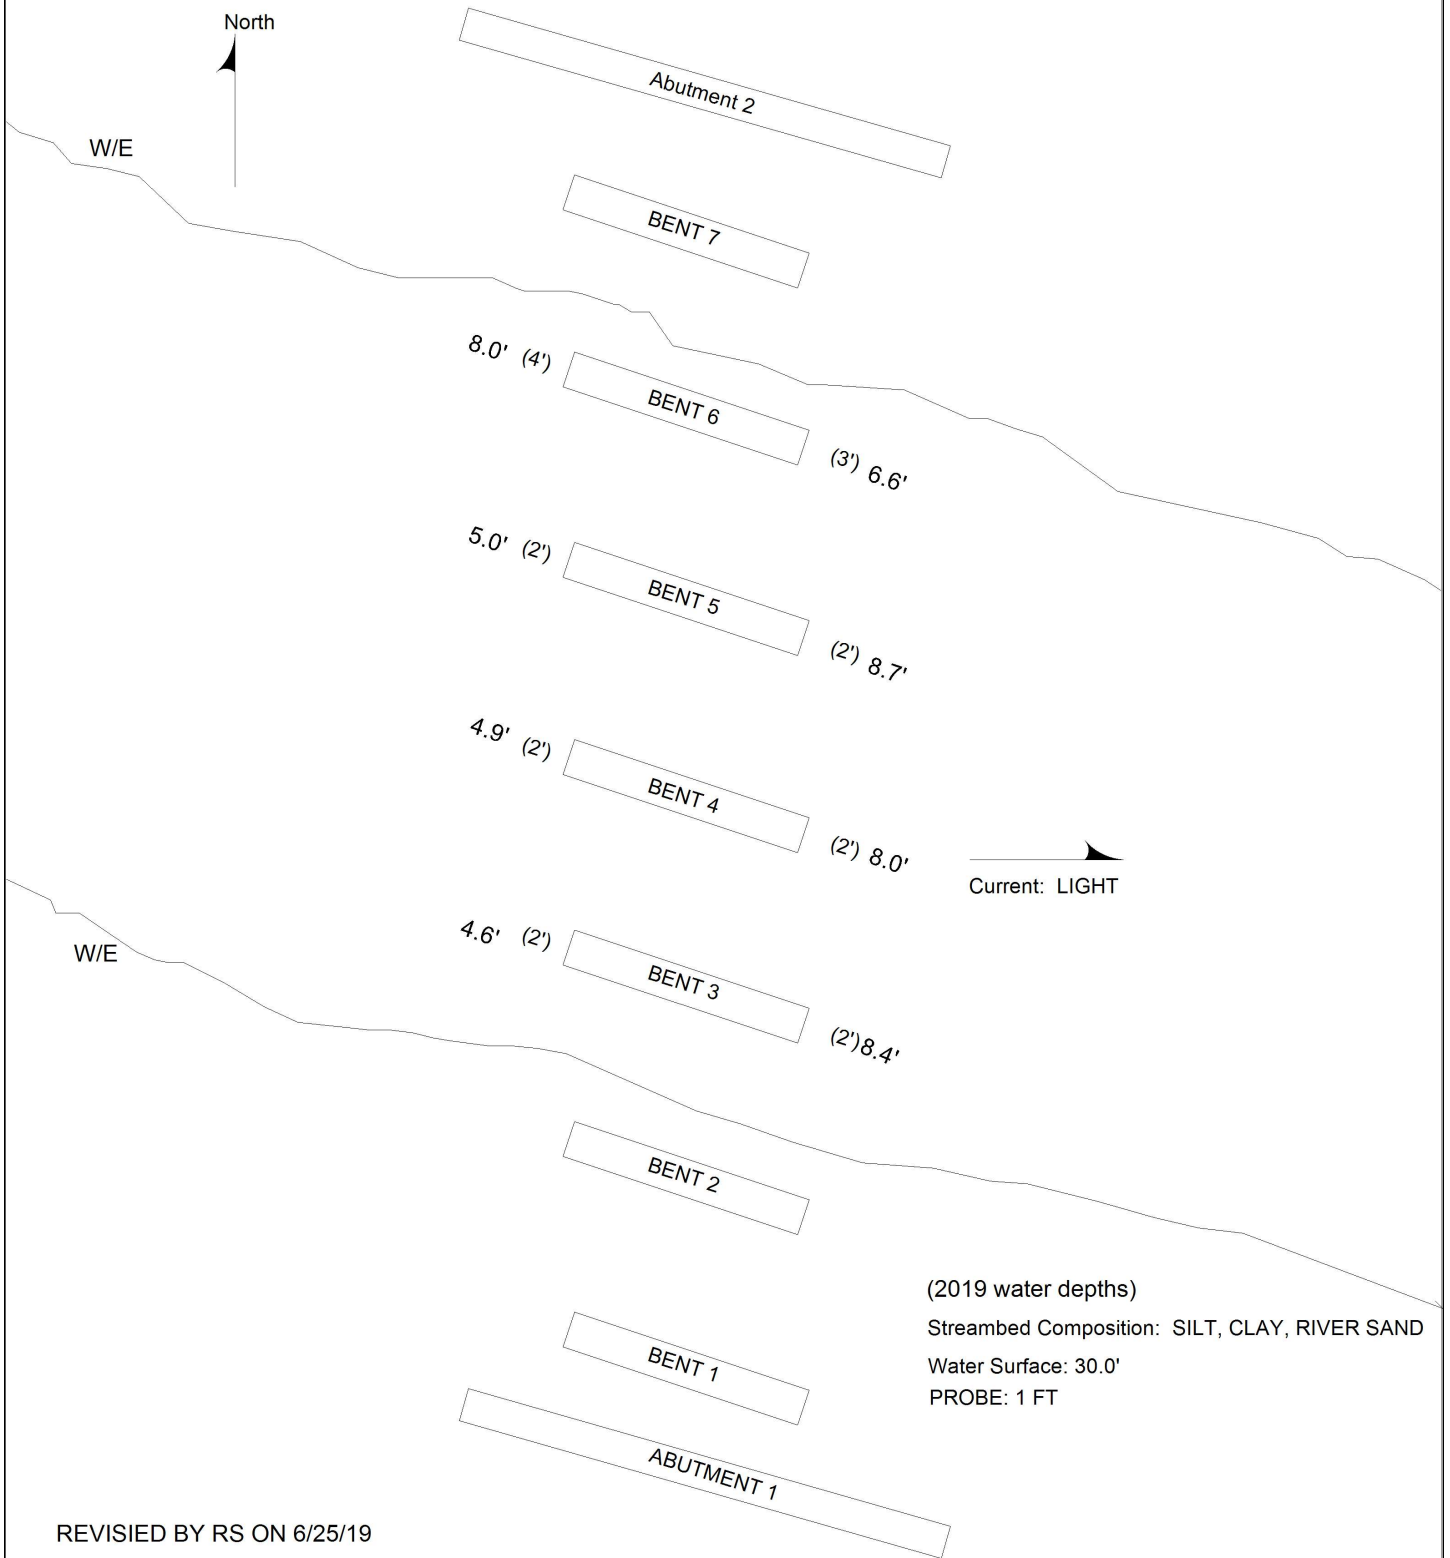 North
Abutment 2
W/E
BENT 7
8.0' (4')
BENT 6
(3') 6.6'
5.0' (2')
BENT 5
(2') 8.7'
4.9' (2')
BENT 4
(2') 8.0'
Current: LIGHT
4.6' (2')
W/E
BENT 3
(2')8.4'
BENT 2
(2019 water depths)
Streambed Composition: SILT, CLAY, RIVER SAND
Water Surface: 30.0'
PROBE: 1 FT
BENT 1
ABUTMENT 1
REVISIED BY RS ON 6/25/19